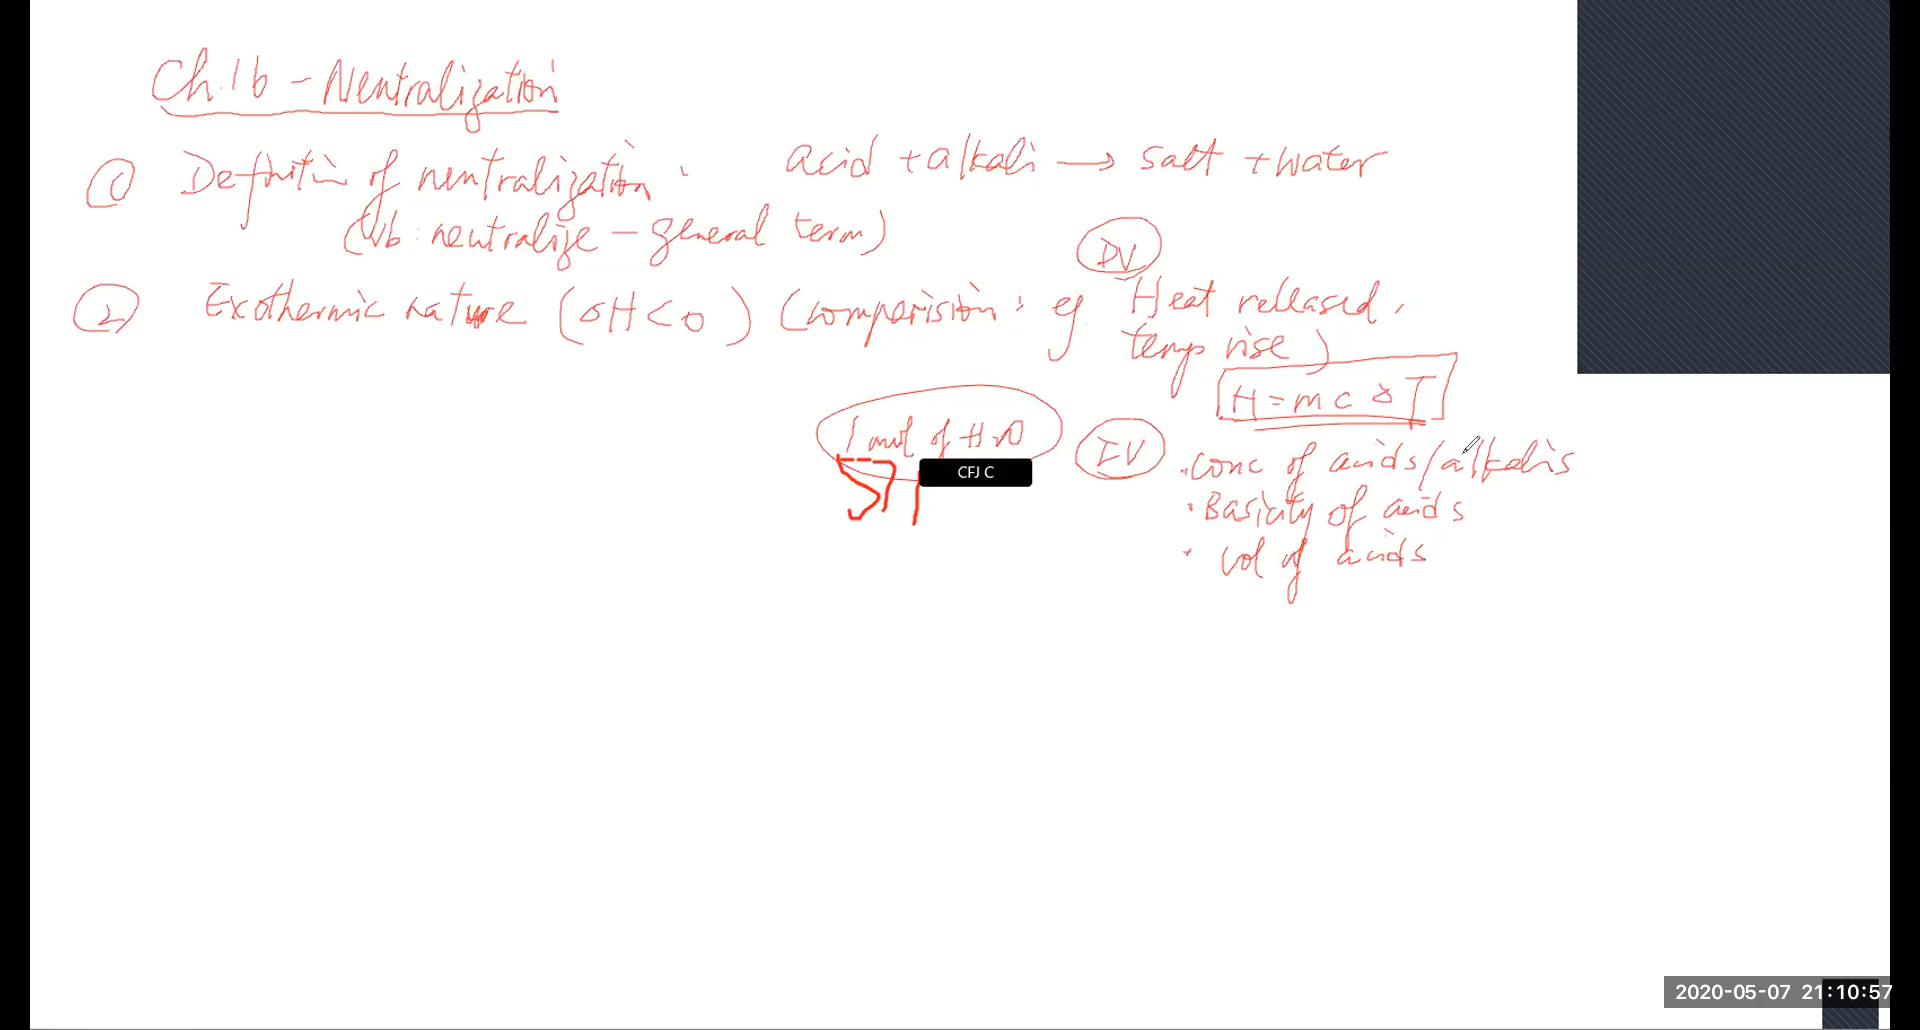 Ch.16 - Neutralization
① Definition of neutralization : acid + alkali → salt + water
(Vb : neutralize - general term)
DV
② Exothermic nature (ΔH < 0) (comparision : eg Heat released,
temp rise)
H = mcΔT
1 mol of H2O
IV
· conc of acids/alkalis
57
CFJ C
· Basicity of acids
· vol of acids
2020-05-07 21:10:57